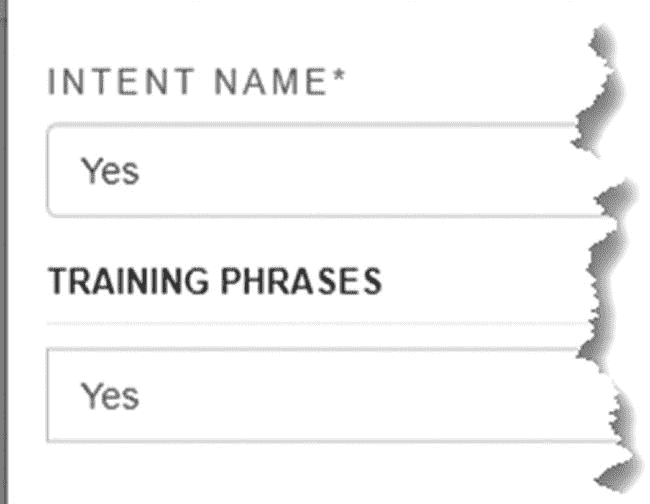 INTENT NAME*
Yes
TRAINING PHRASES
Yes